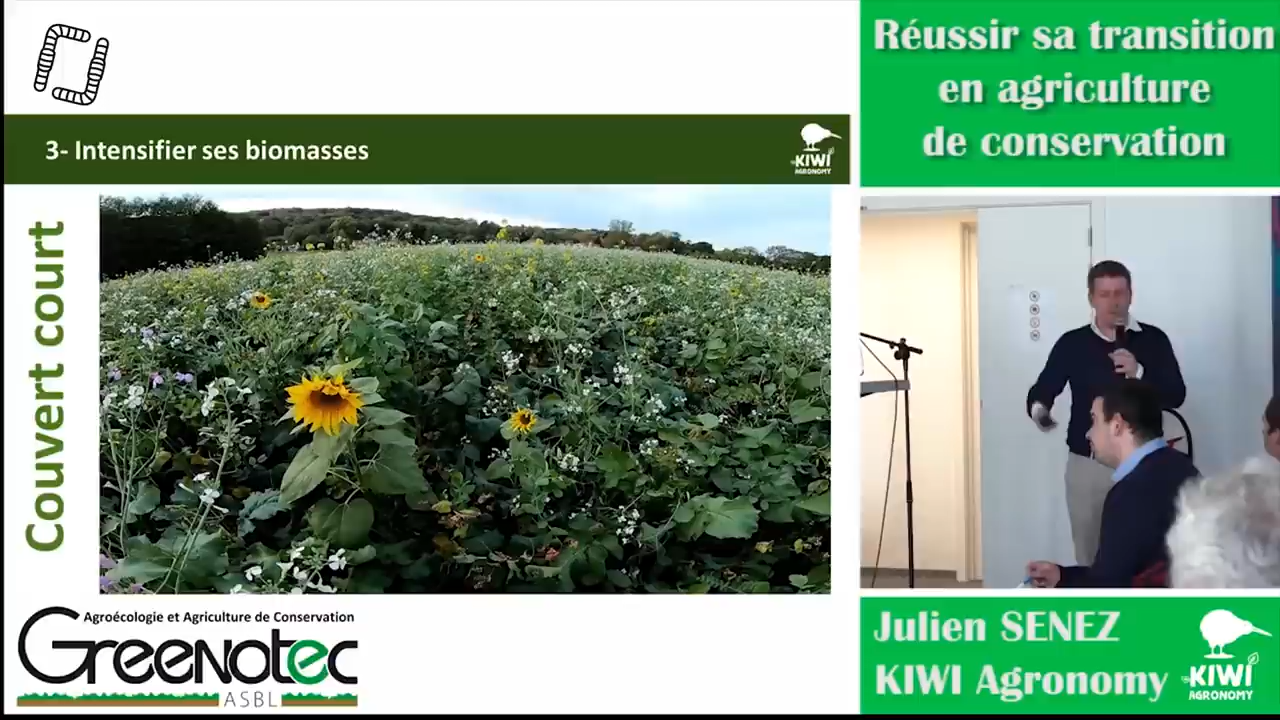 3- Intensifier ses biomasses
KIWI
AGRONOMY
Couvert court
Agroécologie et Agriculture de Conservation
Greenotec
ASBL
Réussir sa transition
en agriculture
de conservation
Julien SENEZ
KIWI Agronomy
KIWI
AGRONOMY